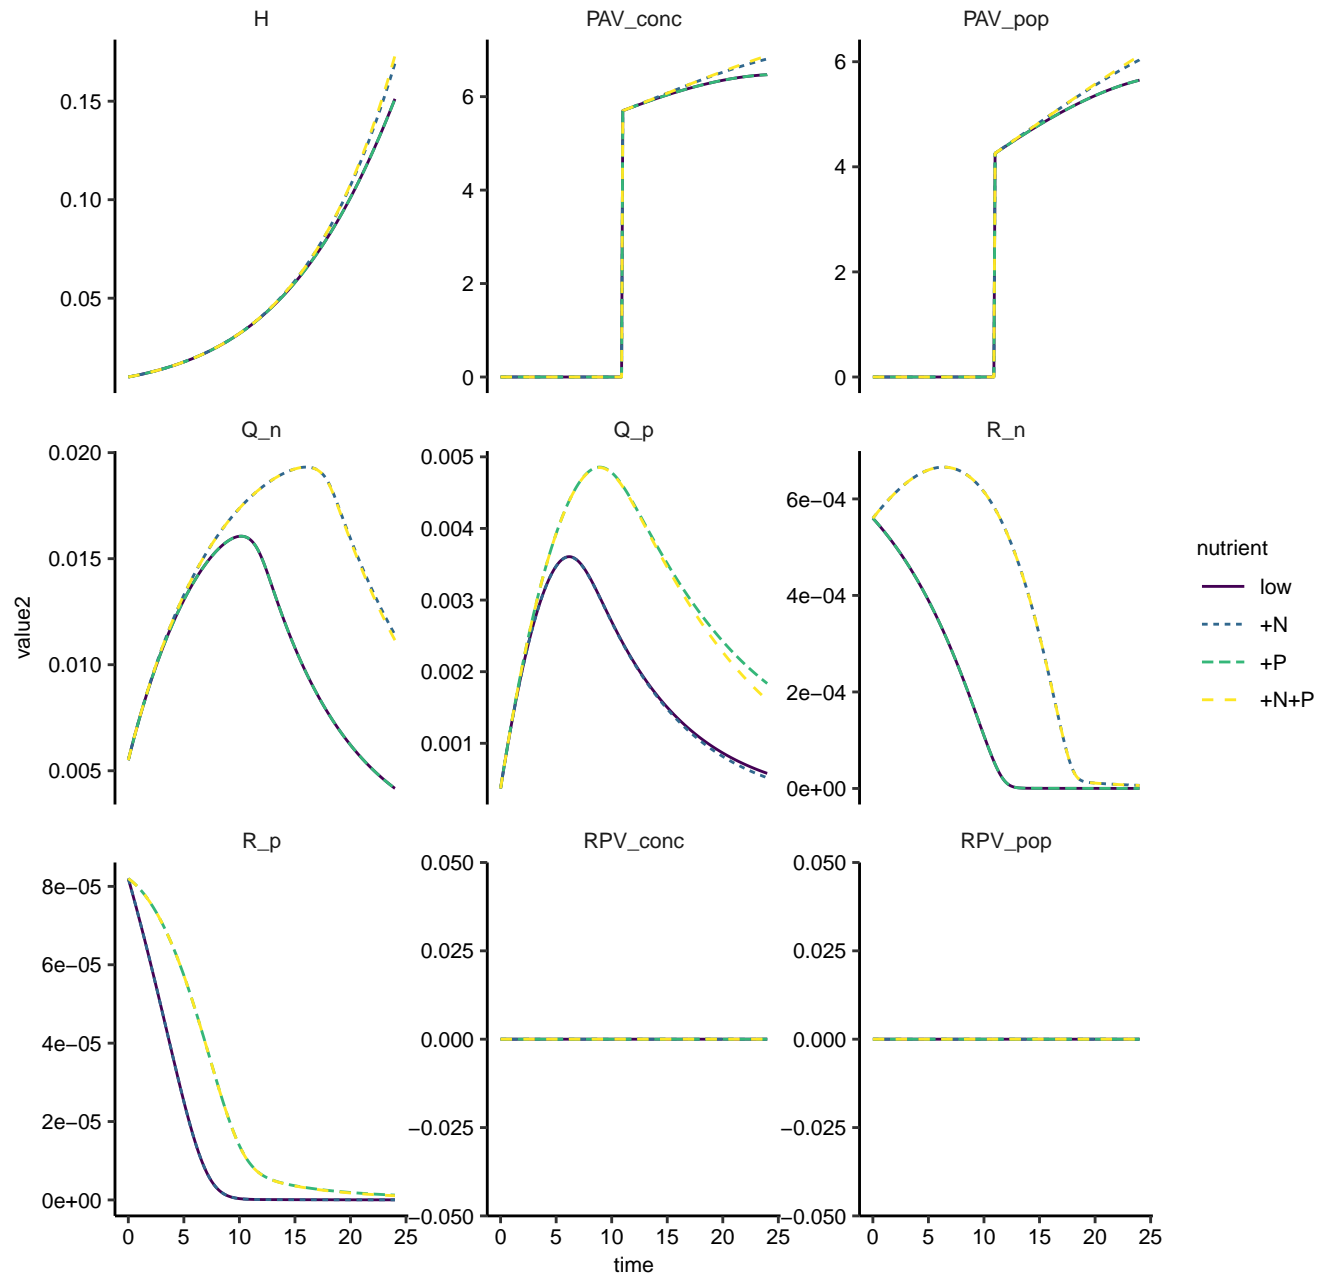 H PAV_conc PAV_pop
0.15
0.10
0.05
6
4
2
0
6
4
2
0
Q_n Q_p R_n
0.020
0.015
0.010
0.005
0.005
0.004
0.003
0.002
0.001
6e−04
4e−04
2e−04
0e+00
R_p RPV_conc RPV_pop
8e−05
6e−05
4e−05
2e−05
0e+00
0.050
0.025
0.000
−0.025
−0.050
0.050
0.025
0.000
−0.025
−0.050
0 5 10 15 20 25
0 5 10 15 20 25
0 5 10 15 20 25
time
value2
nutrient
low
+N
+P
+N+P